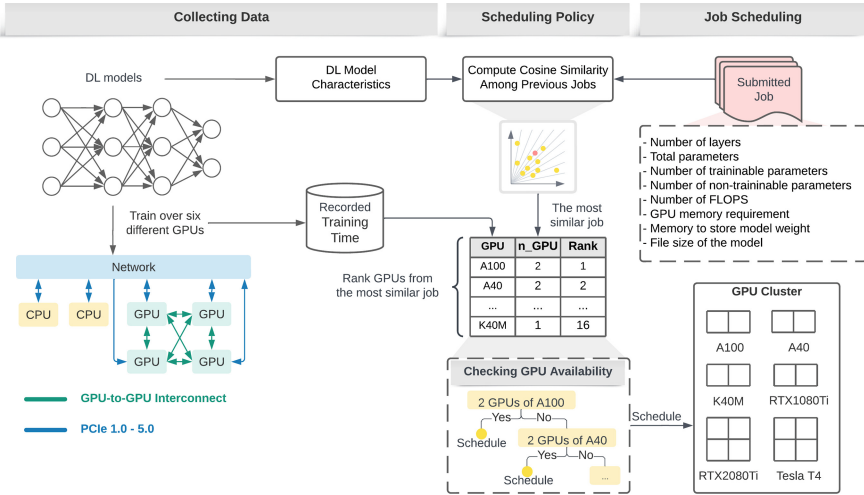 Collecting Data
Scheduling Policy
Job Scheduling
DL models
DL Model
Characteristics
Compute Cosine Similarity
Among Previous Jobs
Submitted
Job
- Number of layers
- Total parameters
- Number of traininable parameters
- Number of non-traininable parameters
- Number of FLOPS
- GPU memory requirement
- Memory to store model weight
- File size of the model
Train over six
different GPUs
Recorded
Training
Time
The most
similar job
Rank GPUs from
the most similar job
GPU n_GPU Rank
A100 2 1
A40 2 2
... ... ...
K40M 1 16
Network
CPU CPU GPU GPU
GPU GPU
GPU-to-GPU Interconnect
PCIe 1.0 - 5.0
Checking GPU Availability
2 GPUs of A100
Yes No
Schedule
2 GPUs of A40
Yes No
Schedule
...
Schedule
GPU Cluster
A100 A40
K40M RTX1080Ti
RTX2080Ti Tesla T4